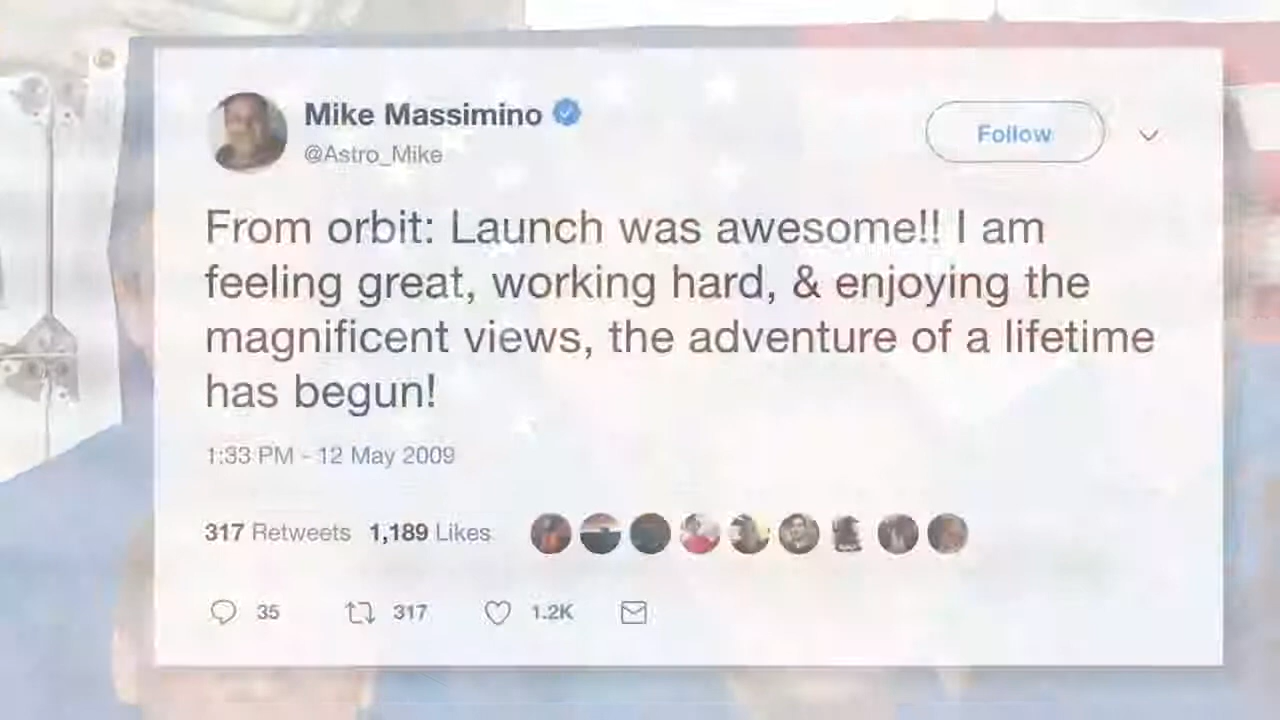 Mike Massimino
@Astro_Mike
Follow
From orbit: Launch was awesome!! I am
feeling great, working hard, & enjoying the
magnificent views, the adventure of a lifetime
has begun!
1:33 PM - 12 May 2009
317 Retweets 1,189 Likes
35 317 1.2K